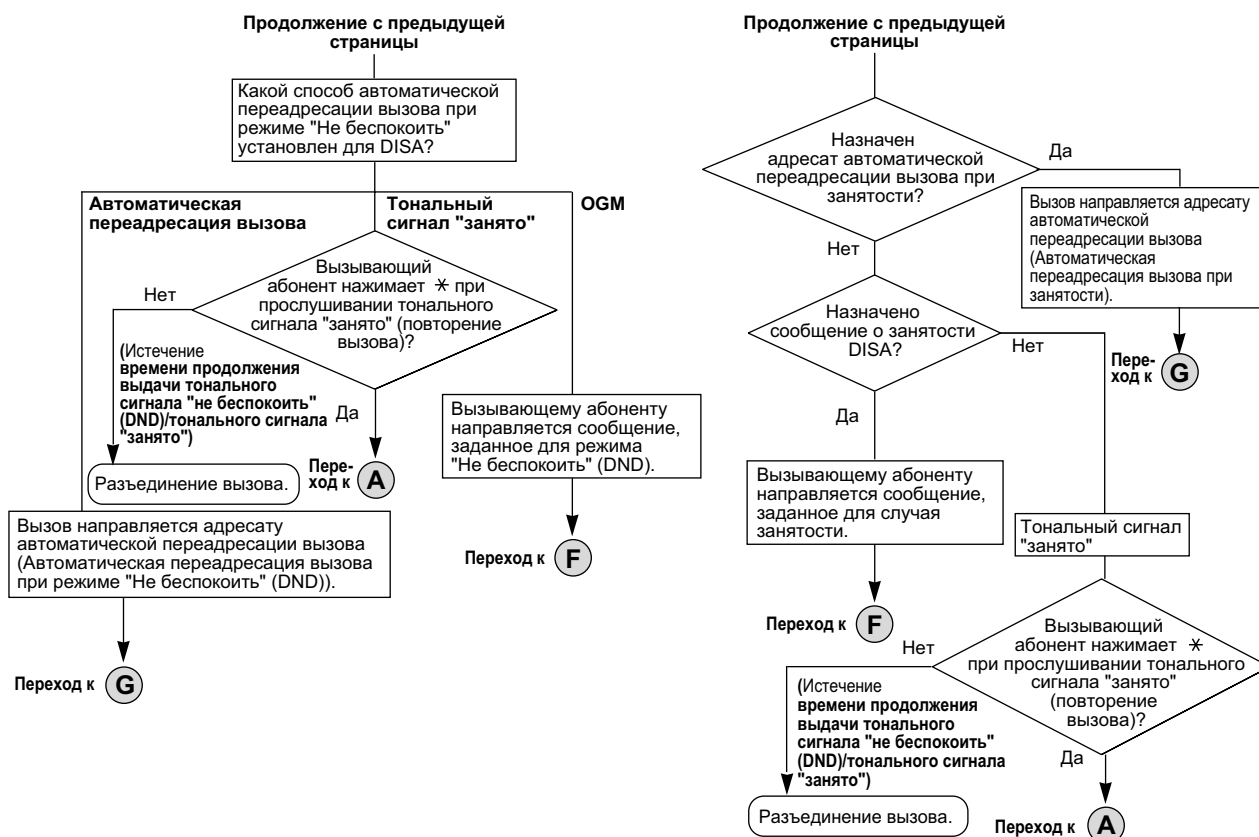 Продолжение с предыдущей
страницы
Какой способ автоматической
переадресации вызова при
режиме "Не беспокоить"
установлен для DISA?
Автоматическая
переадресация вызова
Тональный
сигнал "занято"
OGM
Вызывающий
абонент нажимает * при
прослушивании тонального
сигнала "занято" (повторение
вызова)?
Нет
(Истечение
времени продолжения
выдачи тонального
сигнала "не беспокоить"
(DND)/тонального сигнала
"занято")
Да
Разъединение вызова.
Пере-
ход к
A
Вызывающему абоненту
направляется сообщение,
заданное для режима
"Не беспокоить" (DND).
Переход к F
Вызов направляется адресату
автоматической переадресации вызова
(Автоматическая переадресация вызова
при режиме "Не беспокоить" (DND)).
Переход к G
Продолжение с предыдущей
страницы
Назначен
адресат автоматической
переадресации вызова при
занятости?
Да
Вызов направляется адресату
автоматической
переадресации вызова
(Автоматическая
переадресация вызова при
занятости).
Пере-
ход к
G
Нет
Назначено
сообщение о занятости
DISA?
Нет
Да
Вызывающему абоненту
направляется сообщение,
заданное для случая
занятости.
Переход к F
Тональный сигнал
"занято"
Вызывающий
абонент нажимает *
при прослушивании тонального
сигнала "занято"
(повторение
вызова)?
Нет
(Истечение
времени продолжения
выдачи тонального
сигнала "не беспокоить"
(DND)/тонального сигнала
"занято")
Да
Разъединение вызова.
Переход к A